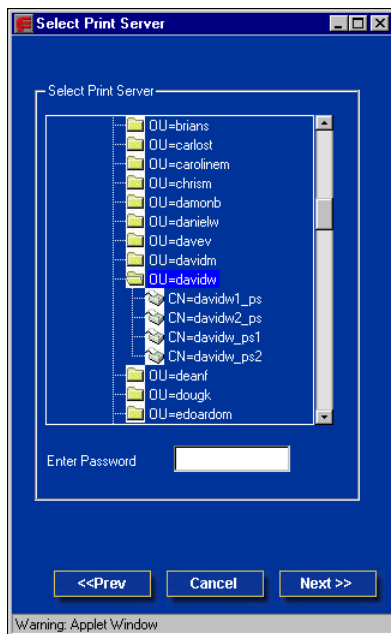 Select Print Server
Select Print Server
OU=brians
OU=carlost
OU=carolinem
OU=chrism
OU=damonb
OU=danielw
OU=davev
OU=davidm
OU=davidw
CN=davidw1_ps
CN=davidw2_ps
CN=davidw_ps1
CN=davidw_ps2
OU=deanf
OU=dougk
OU=edoardom
Enter Password
<<Prev Cancel Next >>
Warning: Applet Window